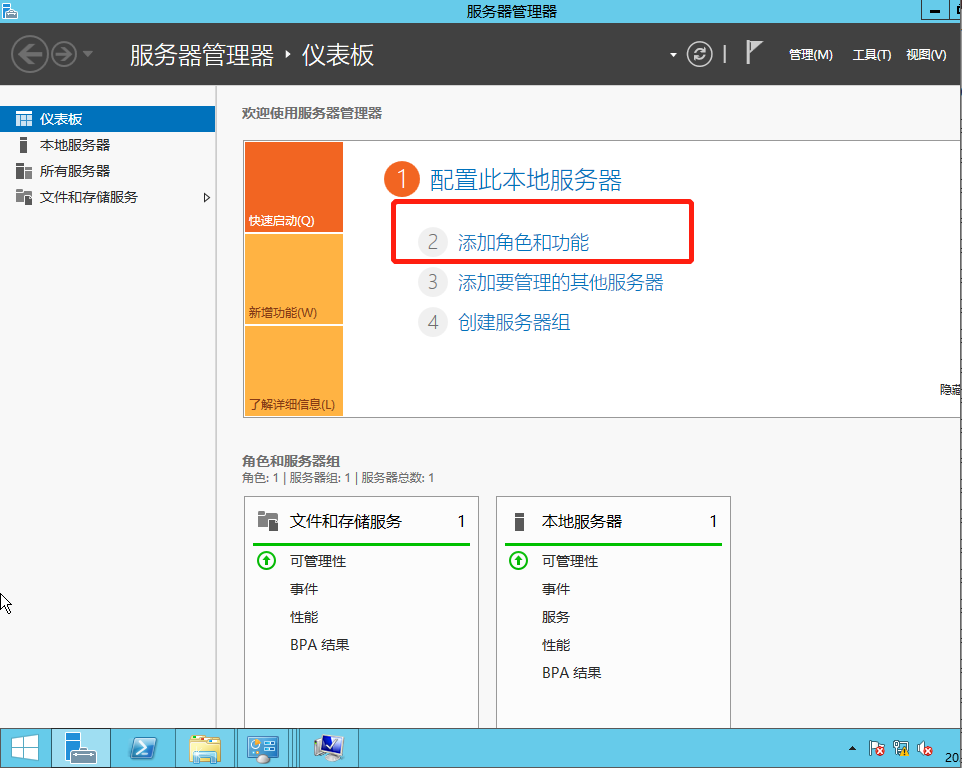 服务器管理器
服务器管理器 ‣ 仪表板
管理(M) 工具(T) 视图(V)
仪表板
本地服务器
所有服务器
文件和存储服务
欢迎使用服务器管理器
快速启动(Q)
新增功能(W)
了解详细信息(L)
1 配置此本地服务器
2 添加角色和功能
3 添加要管理的其他服务器
4 创建服务器组
隐藏
角色和服务器组
角色: 1 | 服务器组: 1 | 服务器总数: 1
文件和存储服务 1
可管理性
事件
性能
BPA 结果
本地服务器 1
可管理性
事件
服务
性能
BPA 结果
20